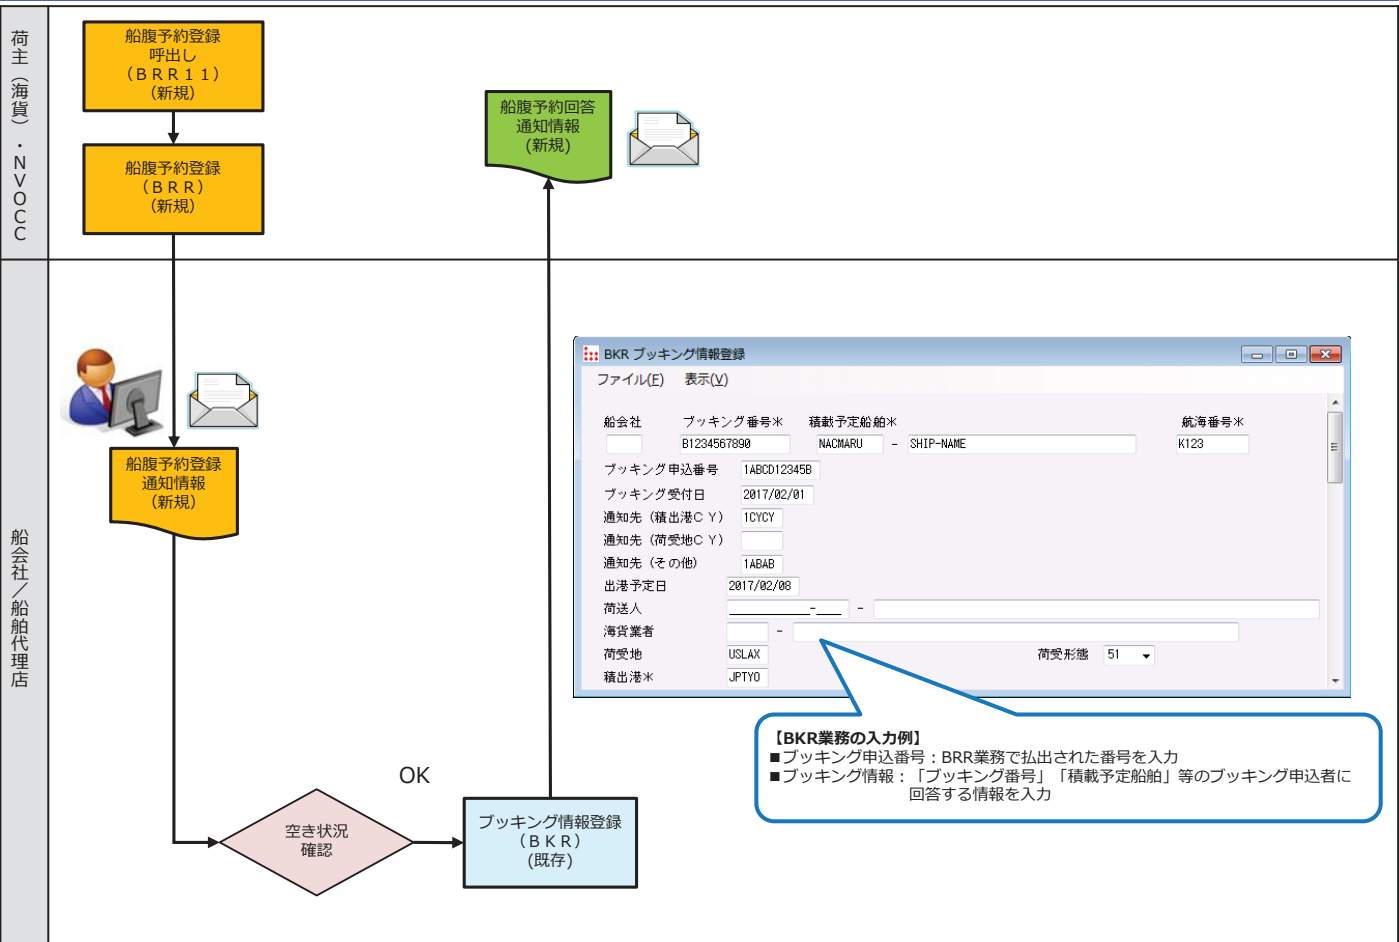 荷主（海貨）・NVOCC
船腹予約登録
呼出し
（ＢＲＲ１１）
（新規）
船腹予約登録
（ＢＲＲ）
（新規）
船腹予約回答
通知情報
（新規）
船会社／船舶代理店
船腹予約登録
通知情報
（新規）
空き状況
確認
OK
ブッキング情報登録
（ＢＫＲ）
（既存）
BKR ブッキング情報登録
ファイル(F) 表示(V)
船会社 ブッキング番号＊ 積載予定船舶＊ 航海番号＊
B1234567890 NACMARU - SHIP-NAME K123
ブッキング申込番号 1ABCD12345B
ブッキング受付日 2017/02/01
通知先（積出港ＣＹ） 1CYCY
通知先（荷受地ＣＹ）
通知先（その他） 1ABAB
出港予定日 2017/02/08
荷送人 ____________-____ -
海貨業者 -
荷受地 USLAX 荷受形態 51
積出港＊ JPTYO
【BKR業務の入力例】
■ブッキング申込番号：BRR業務で払出された番号を入力
■ブッキング情報：「ブッキング番号」「積載予定船舶」等のブッキング申込者に
回答する情報を入力